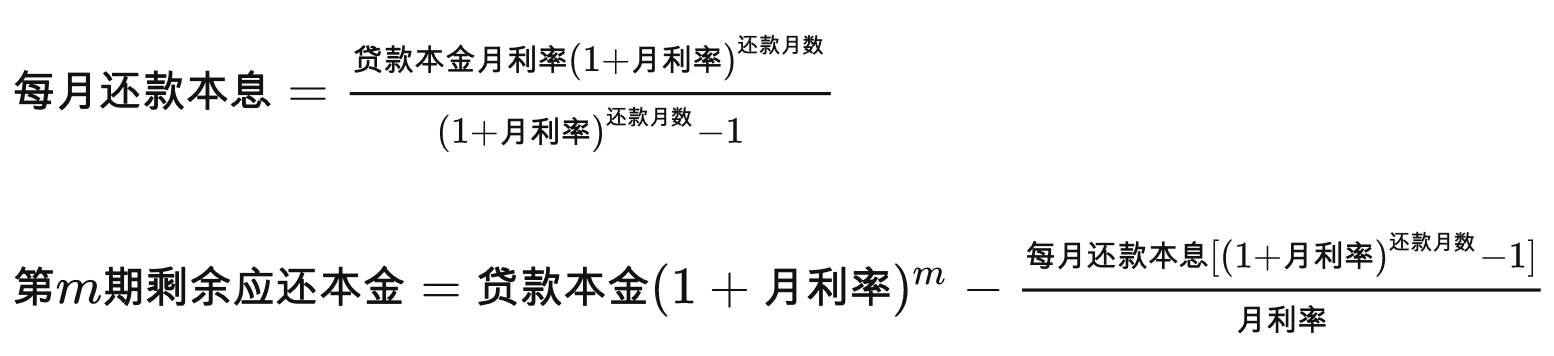 每月还款本息 = \frac{贷款本金月利率(1+月利率)^{还款月数}}{(1+月利率)^{还款月数}-1}
第m期剩余应还本金 = 贷款本金(1 + 月利率)^m - \frac{每月还款本息[(1+月利率)^{还款月数}-1]}{月利率}